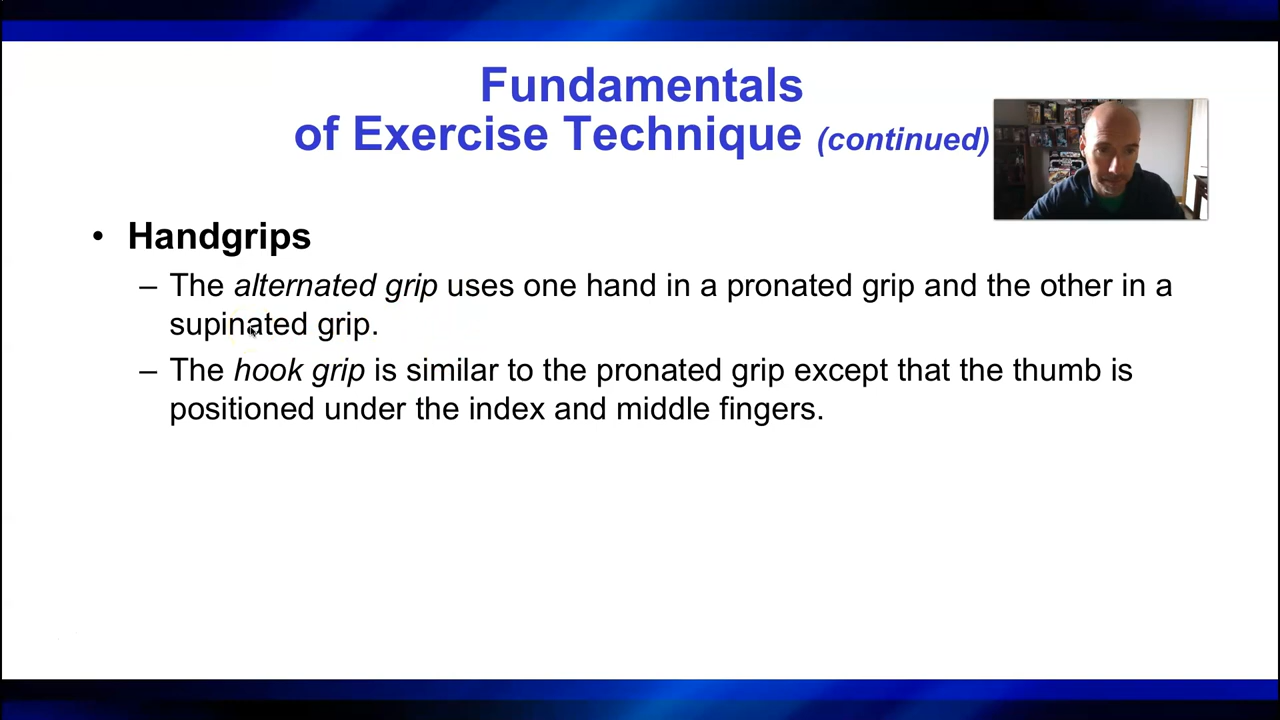 Fundamentals
of Exercise Technique (continued)
• Handgrips
– The alternated grip uses one hand in a pronated grip and the other in a
supinated grip.
– The hook grip is similar to the pronated grip except that the thumb is
positioned under the index and middle fingers.